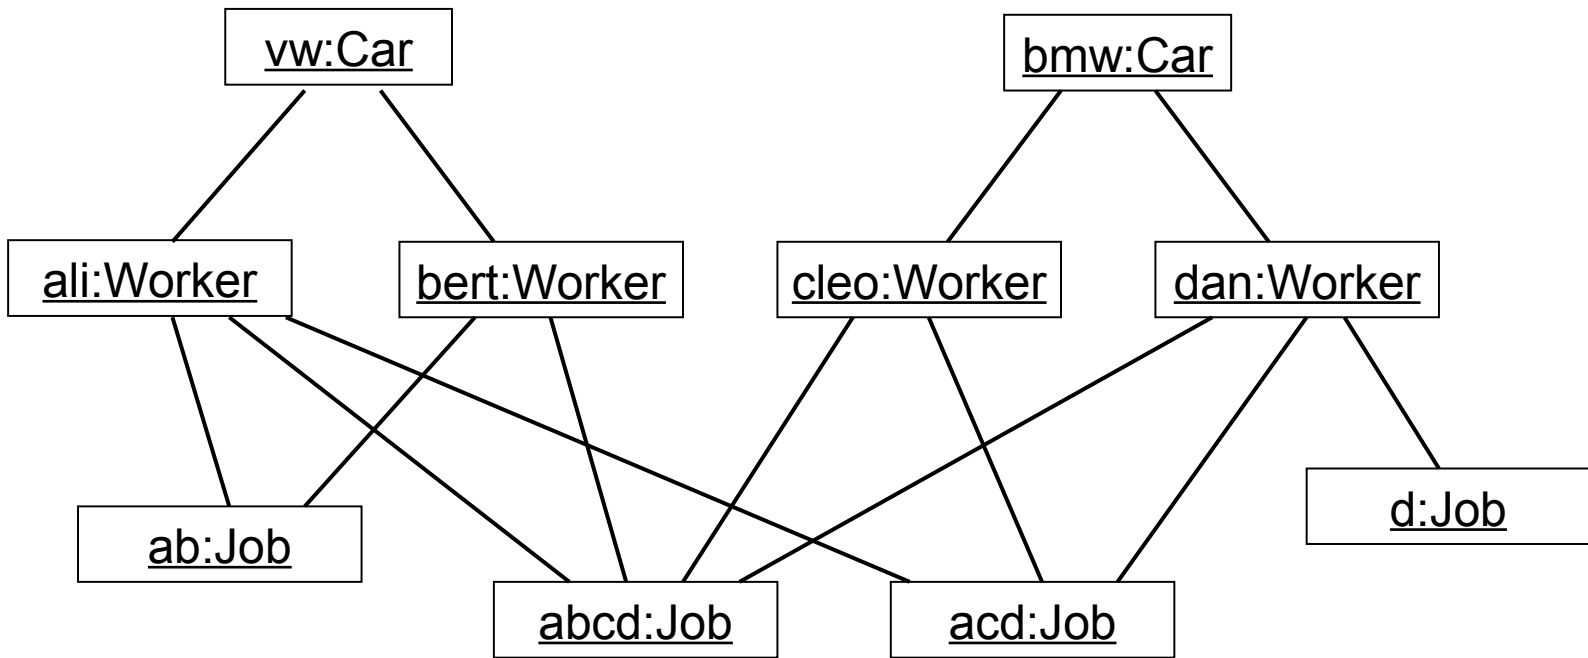 vw:Car
bmw:Car
ali:Worker
bert:Worker
cleo:Worker
dan:Worker
ab:Job
abcd:Job
acd:Job
d:Job